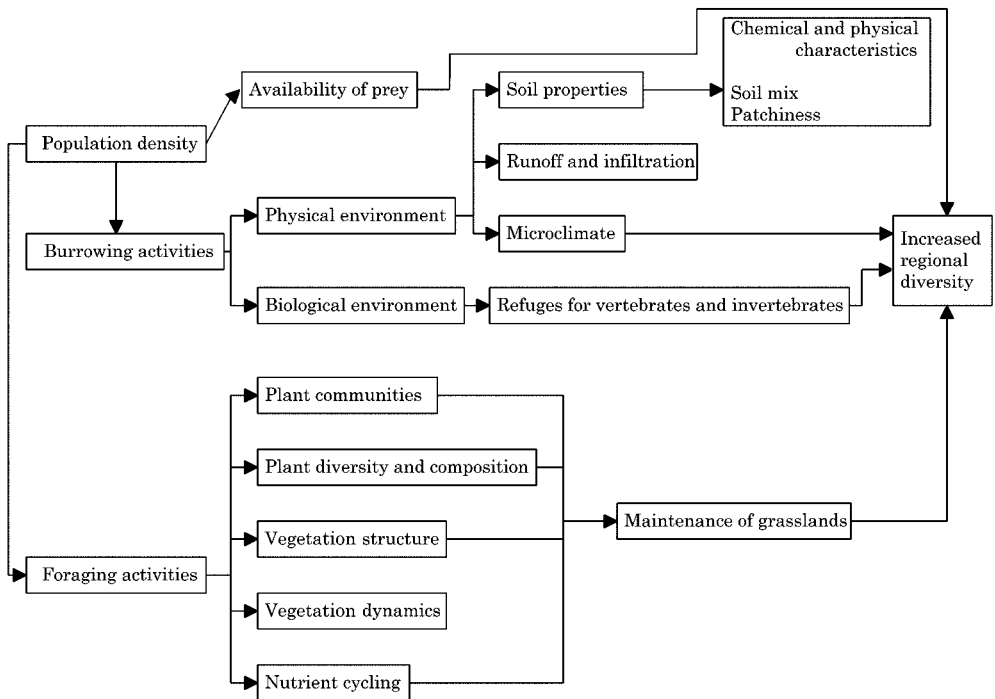 Chemical and physical
characteristics
Soil mix
Patchiness
Availability of prey
Soil properties
Population density
Runoff and infiltration
Physical environment
Microclimate
Burrowing activities
Increased
regional
diversity
Biological environment
Refuges for vertebrates and invertebrates
Plant communities
Plant diversity and composition
Maintenance of grasslands
Vegetation structure
Foraging activities
Vegetation dynamics
Nutrient cycling